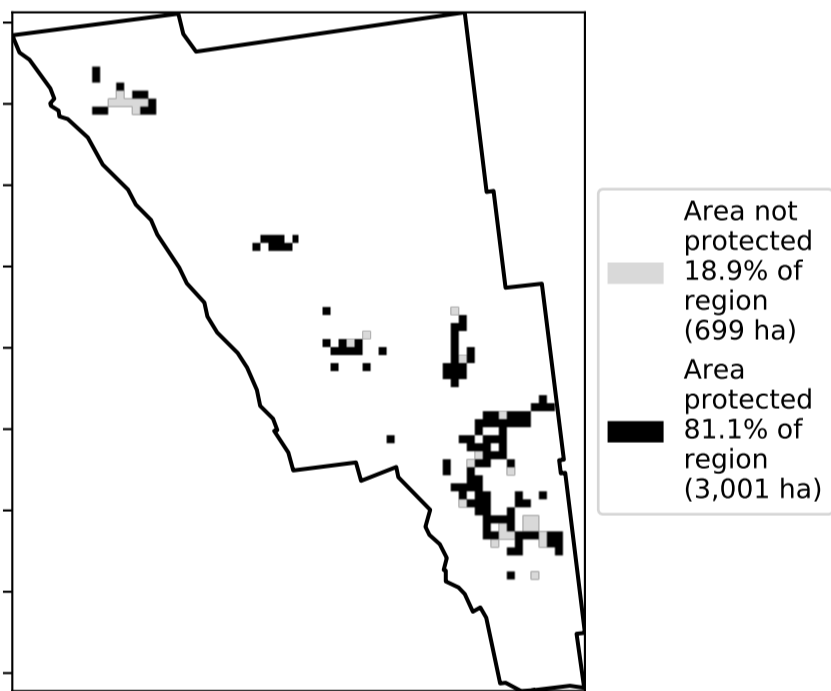 Area not
protected
18.9% of
region
(699 ha)
Area
protected
81.1% of
region
(3,001 ha)